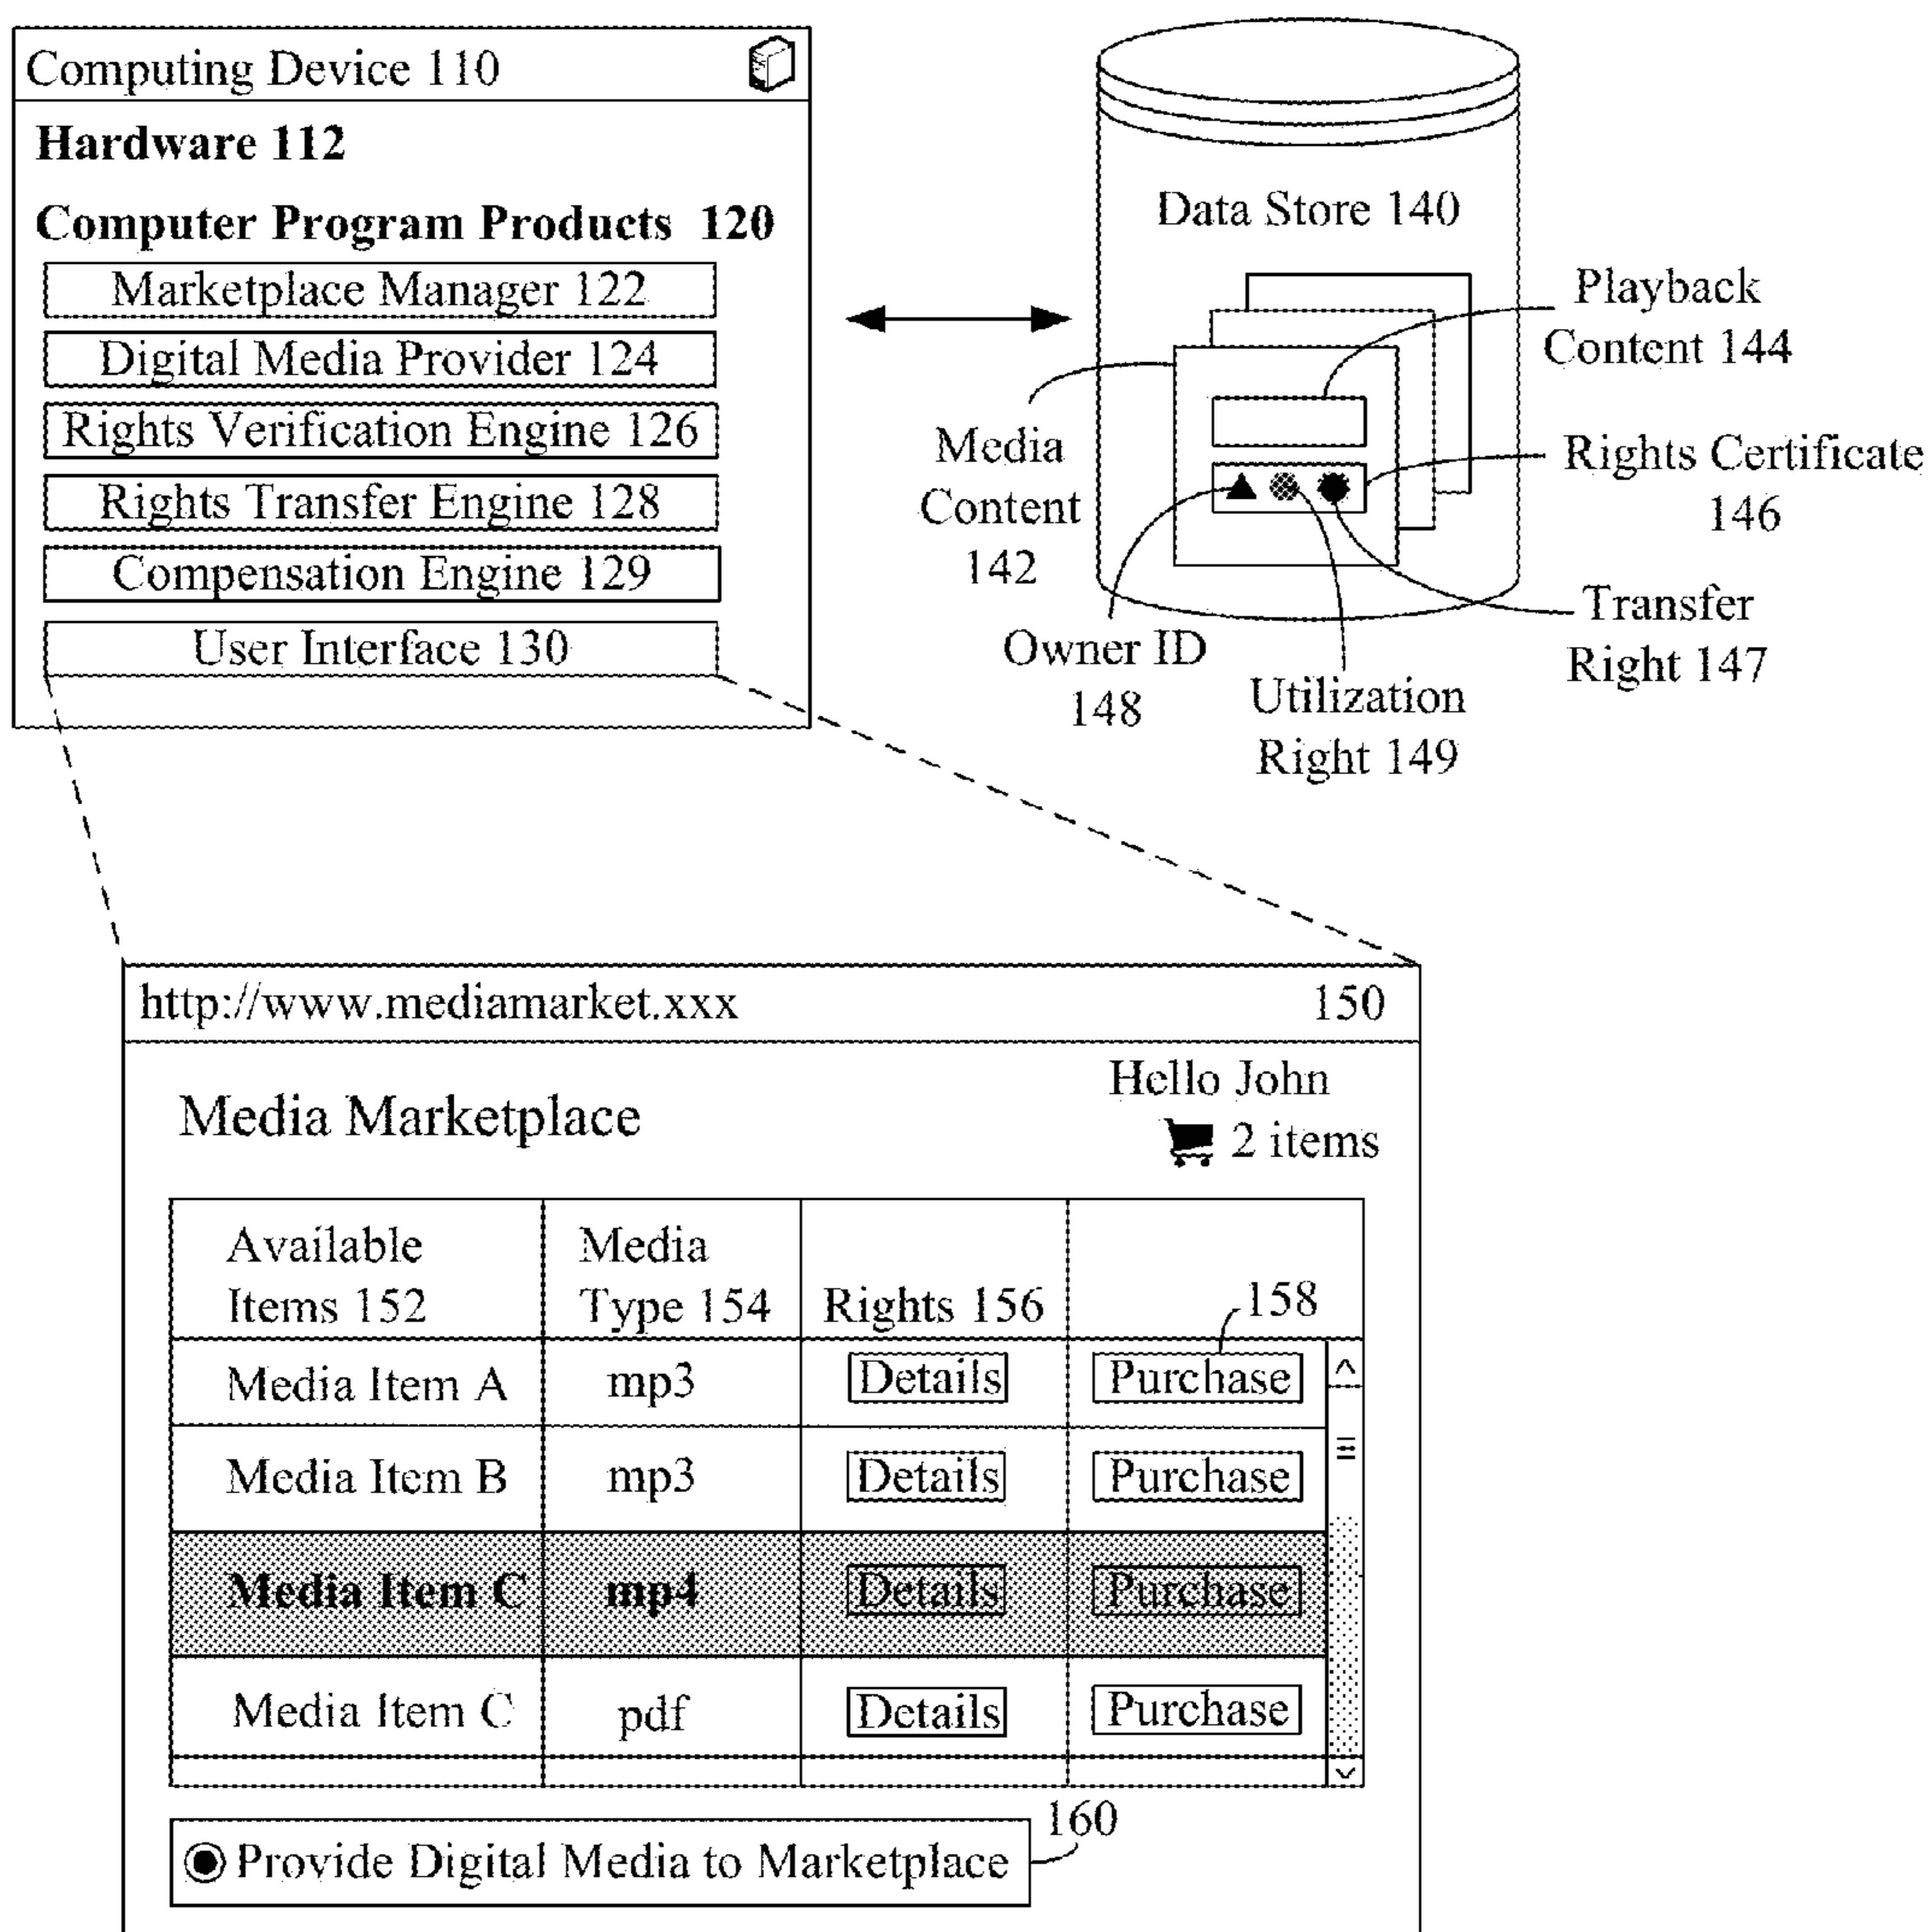 Computing Device 110
Hardware 112
Computer Program Products 120
Marketplace Manager 122
Digital Media Provider 124
Rights Verification Engine 126
Rights Transfer Engine 128
Compensation Engine 129
User Interface 130
Data Store 140
Playback
Content 144
Media
Content
142
Rights Certificate
146
Owner ID
148
Utilization
Right 149
Transfer
Right 147
http://www.mediamarket.xxx 150
Media Marketplace
Hello John
2 items
Available
Items 152
Media
Type 154
Rights 156
158
Media Item A mp3 Details Purchase
Media Item B mp3 Details Purchase
Media Item C mp4 Details Purchase
Media Item C pdf Details Purchase
160
Provide Digital Media to Marketplace